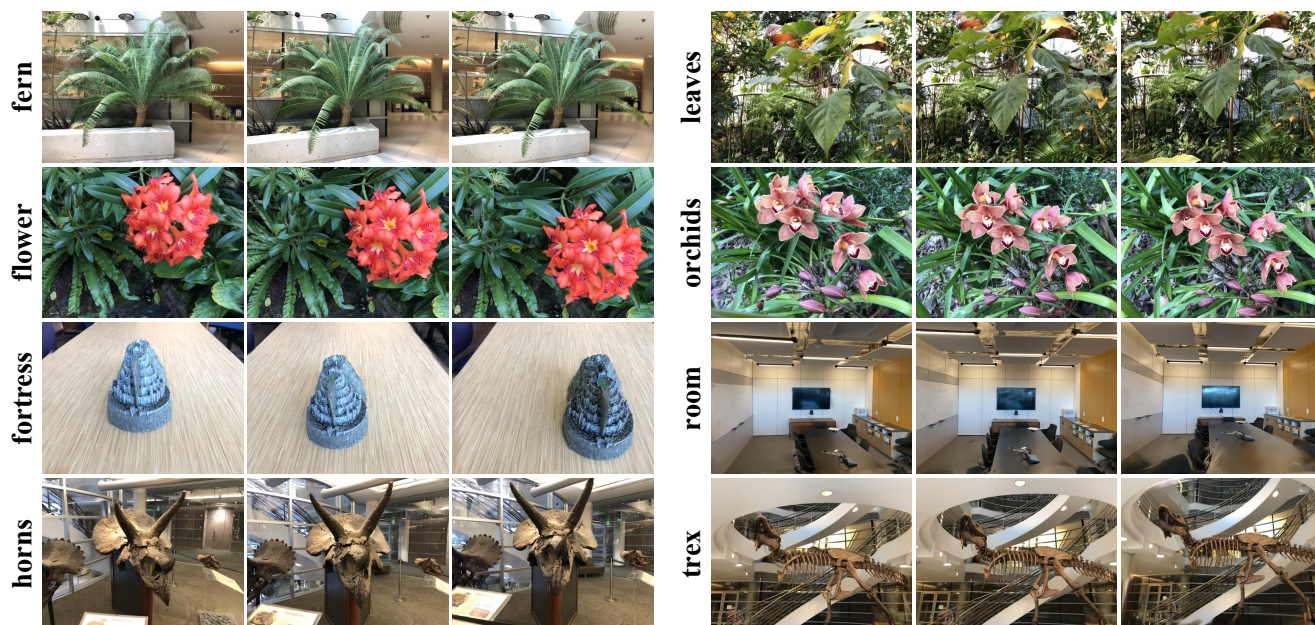 fern
leaves
flower
orchids
fortress
room
horns
trex